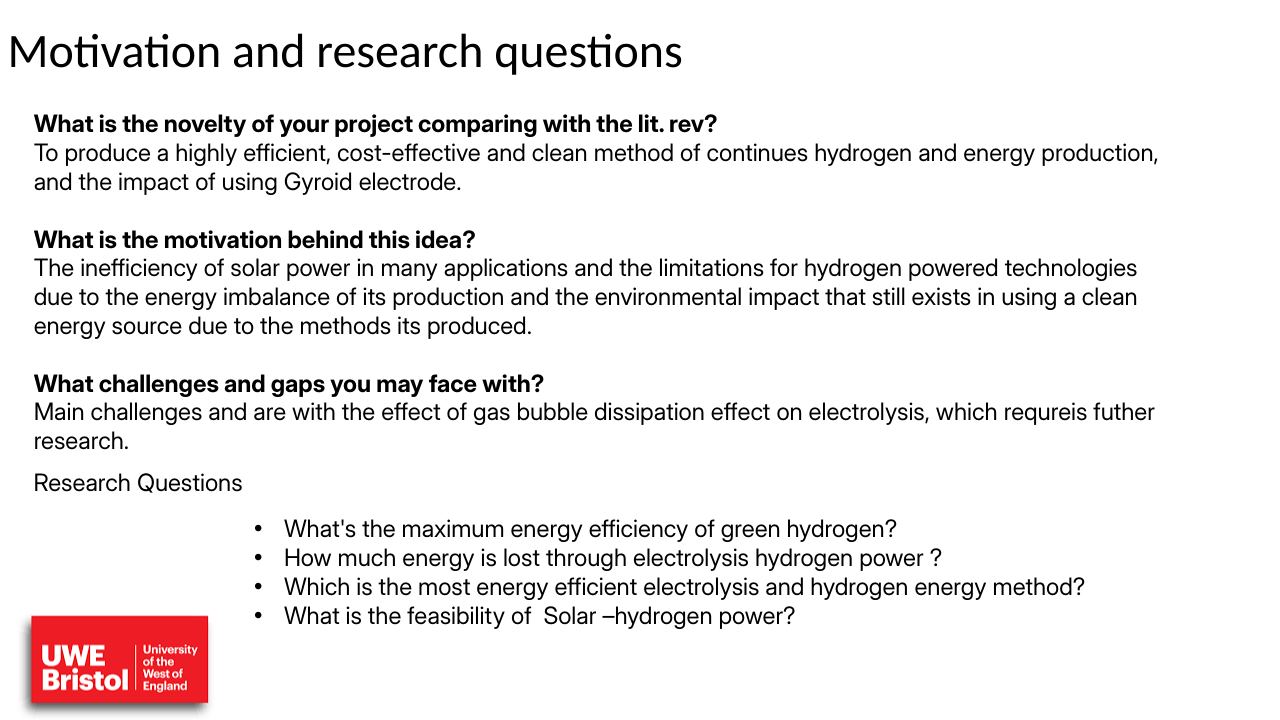 Motivation and research questions
What is the novelty of your project comparing with the lit. rev?
To produce a highly efficient, cost-effective and clean method of continues hydrogen and energy production,
and the impact of using Gyroid electrode.
What is the motivation behind this idea?
The inefficiency of solar power in many applications and the limitations for hydrogen powered technologies
due to the energy imbalance of its production and the environmental impact that still exists in using a clean
energy source due to the methods its produced.
What challenges and gaps you may face with?
Main challenges and are with the effect of gas bubble dissipation effect on electrolysis, which requreis futher
research.
Research Questions
• What's the maximum energy efficiency of green hydrogen?
• How much energy is lost through electrolysis hydrogen power ?
• Which is the most energy efficient electrolysis and hydrogen energy method?
• What is the feasibility of  Solar –hydrogen power?
UWE
Bristol
University
of the
West of
England